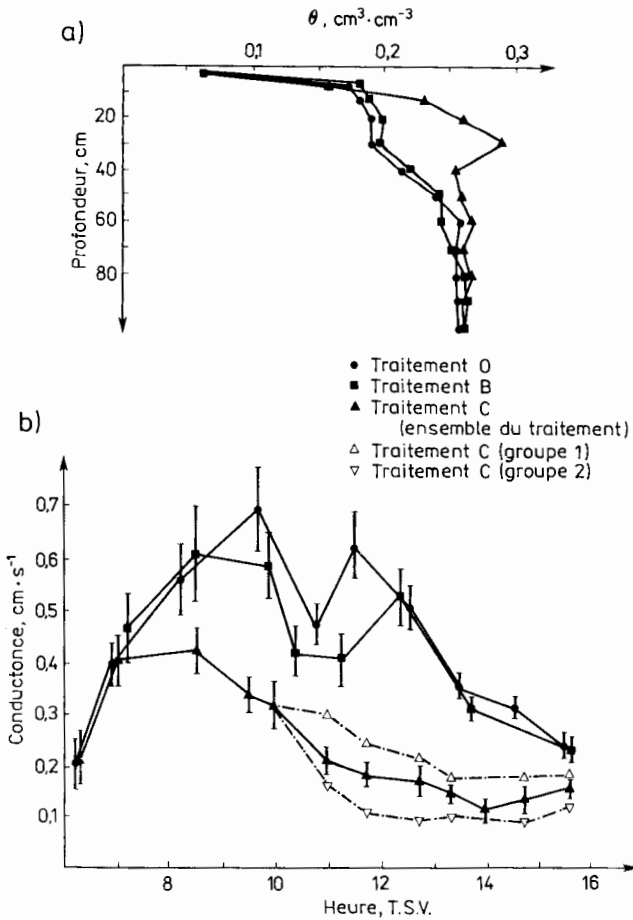 a)
θ, cm³·cm⁻³
0,1 0,2 0,3
Profondeur, cm
20
40
60
80
Traitement O
Traitement B
Traitement C
(ensemble du traitement)
Traitement C (groupe 1)
Traitement C (groupe 2)
b)
Conductance, cm·s⁻¹
0,7
0,6
0,5
0,4
0,3
0,2
0,1
8 10 12 14 16
Heure, T.S.V.